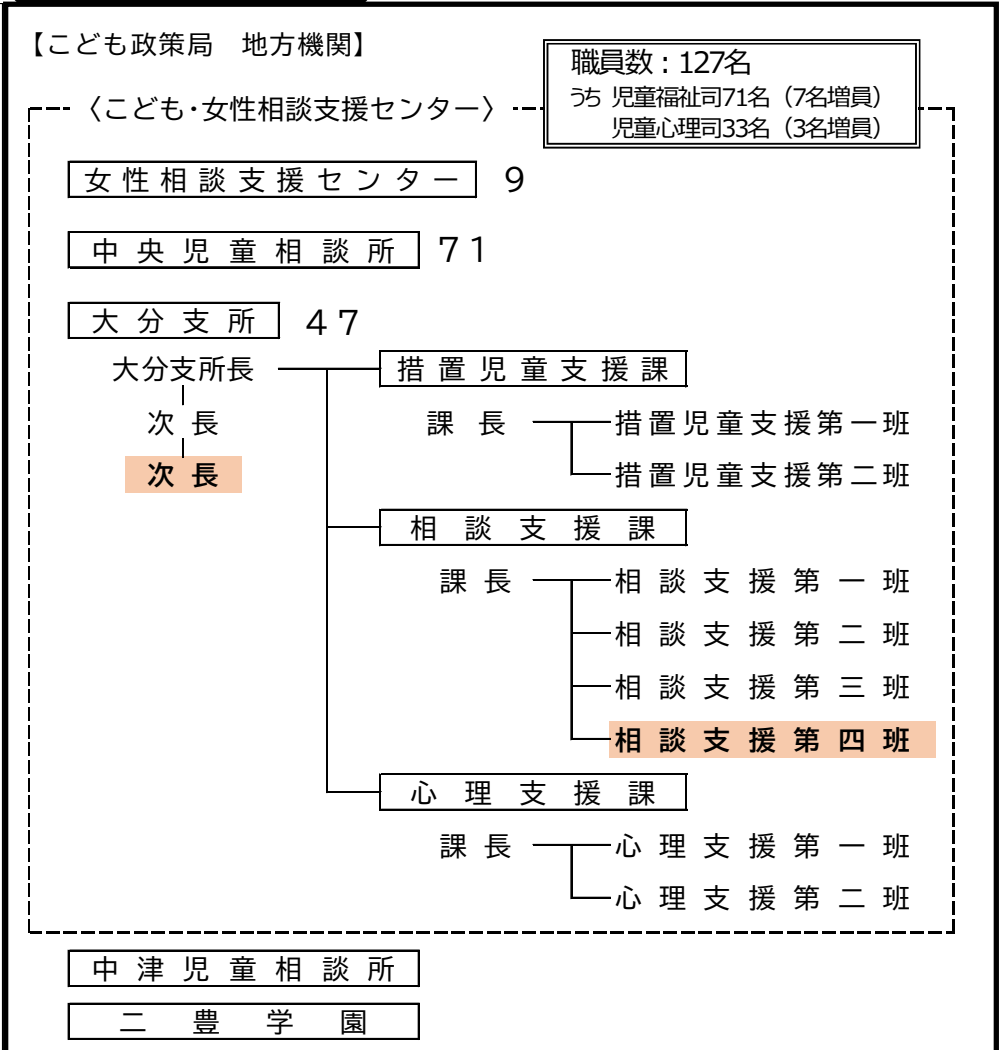 【こども政策局　地方機関】
職員数：127名
うち 児童福祉司71名（7名増員）
児童心理司33名（3名増員）
〈こども・女性相談支援センター〉
女性相談支援センター　９
中央児童相談所　７１
大分支所　４７
大分支所長　措置児童支援課
次長　課長　措置児童支援第一班
次長　措置児童支援第二班
相談支援課
課長　相談支援第一班
相談支援第二班
相談支援第三班
相談支援第四班
心理支援課
課長　心理支援第一班
心理支援第二班
中津児童相談所
二豊学園